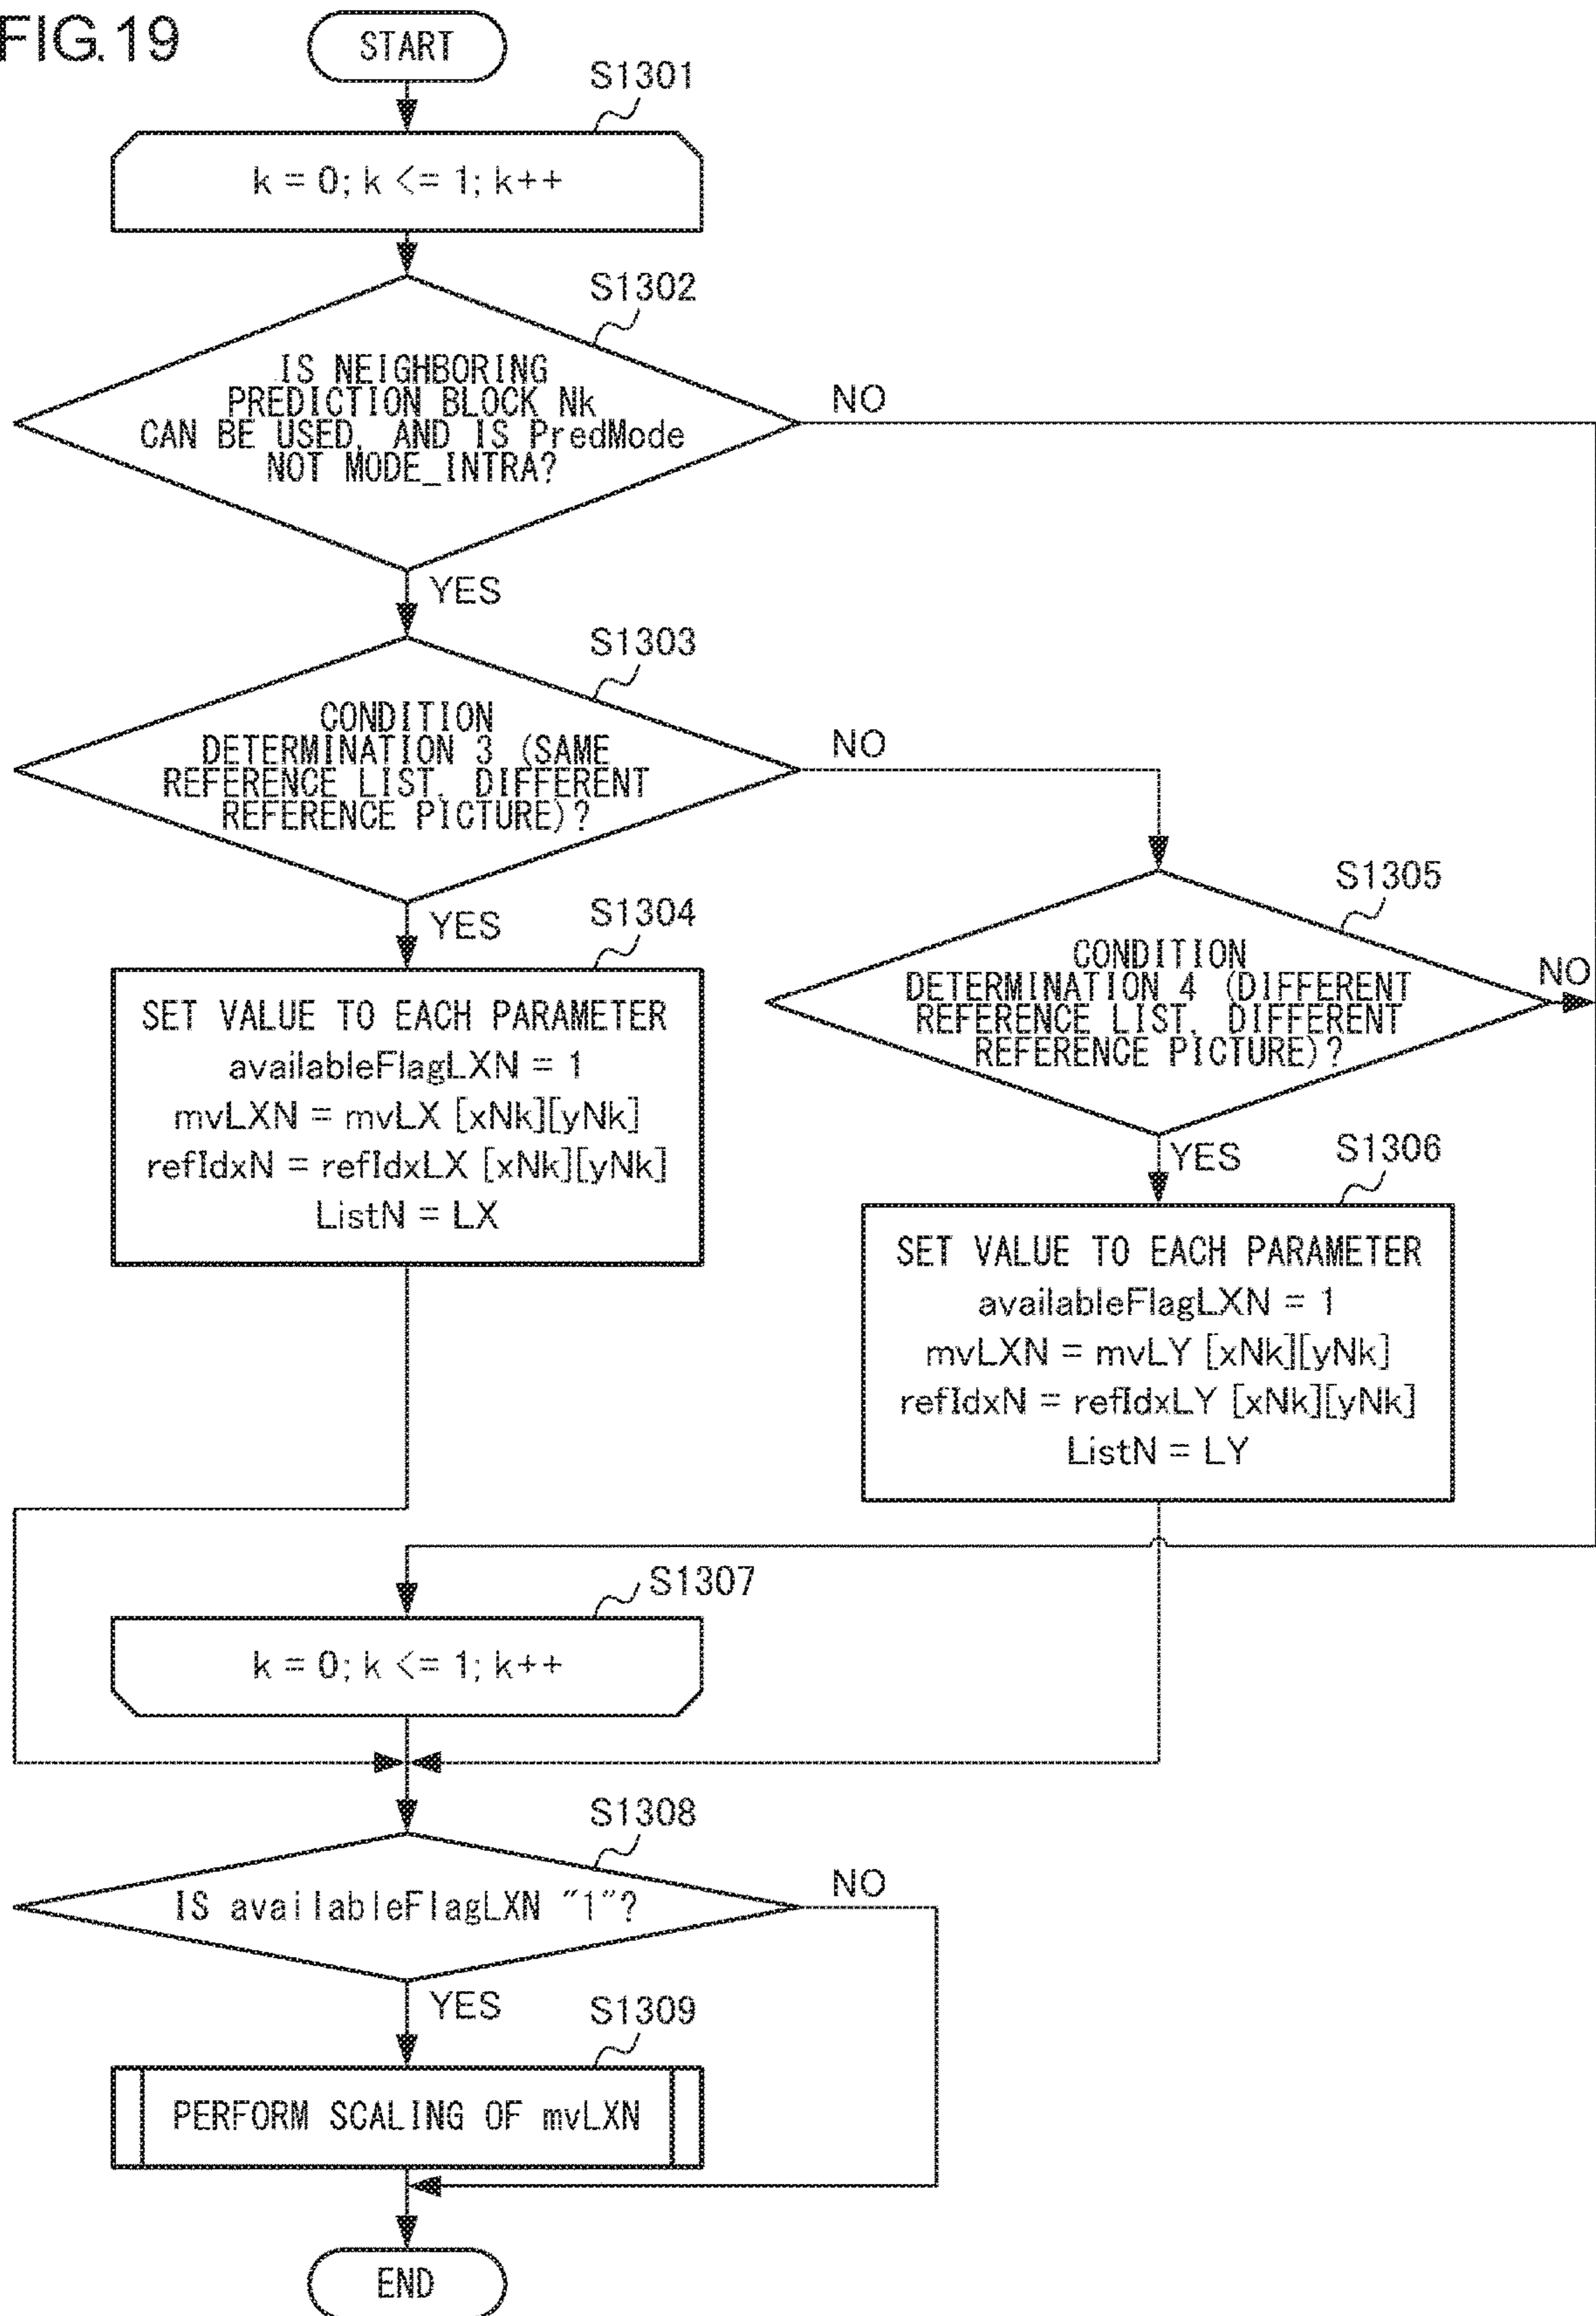 FIG.19
START
S1301
k = 0; k <= 1; k++
S1302
IS NEIGHBORING
PREDICTION BLOCK Nk
CAN BE USED, AND IS PredMode
NOT MODE_INTRA?
NO
YES
S1303
CONDITION
DETERMINATION 3 (SAME
REFERENCE LIST, DIFFERENT
REFERENCE PICTURE)?
NO
YES
S1304
SET VALUE TO EACH PARAMETER
availableFlagLXN = 1
mvLXN = mvLX [xNk][yNk]
refIdxN = refIdxLX [xNk][yNk]
ListN = LX
S1305
CONDITION
DETERMINATION 4 (DIFFERENT
REFERENCE LIST, DIFFERENT
REFERENCE PICTURE)?
NO
YES
S1306
SET VALUE TO EACH PARAMETER
availableFlagLXN = 1
mvLXN = mvLY [xNk][yNk]
refIdxN = refIdxLY [xNk][yNk]
ListN = LY
S1307
k = 0; k <= 1; k++
S1308
IS availableFlagLXN "1"?
NO
YES
S1309
PERFORM SCALING OF mvLXN
END